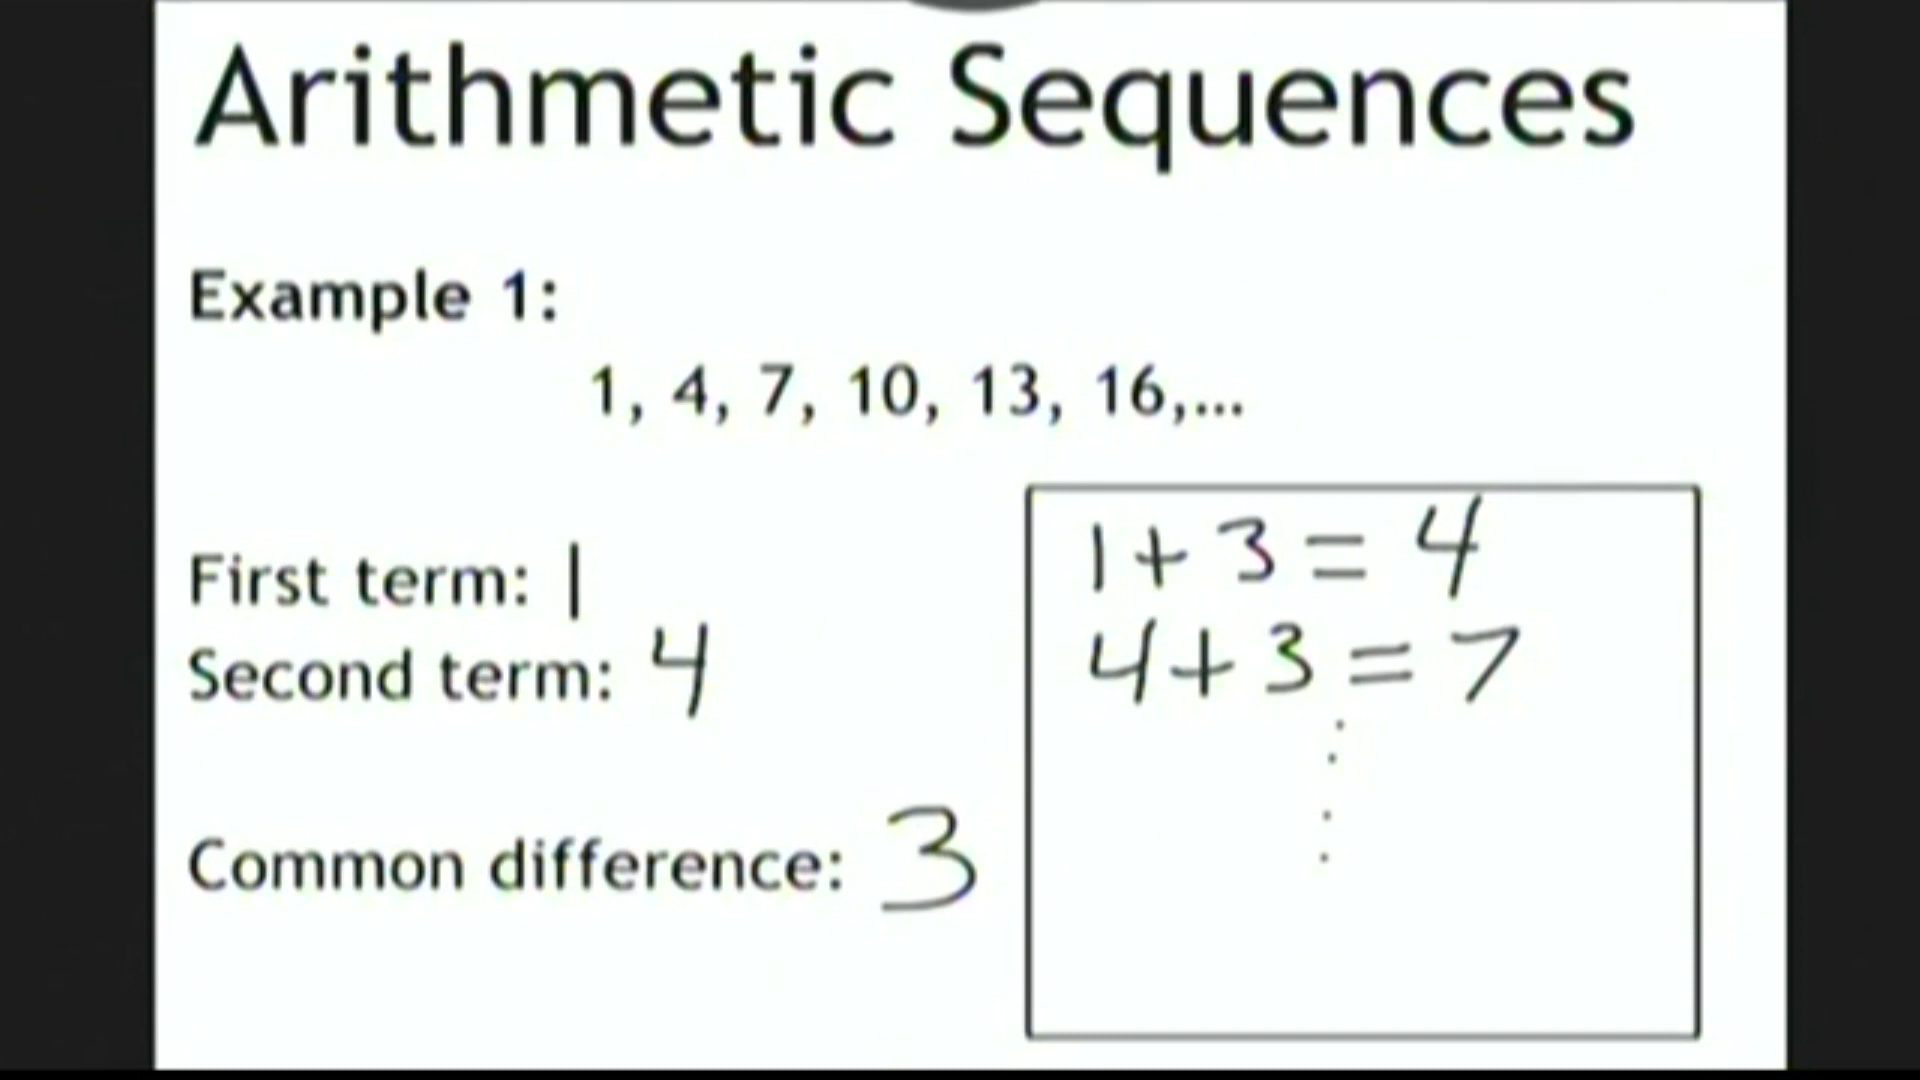 Arithmetic Sequences
Example 1:
1, 4, 7, 10, 13, 16,...
First term: 1
Second term: 4
Common difference: 3
1 + 3 = 4
4 + 3 = 7